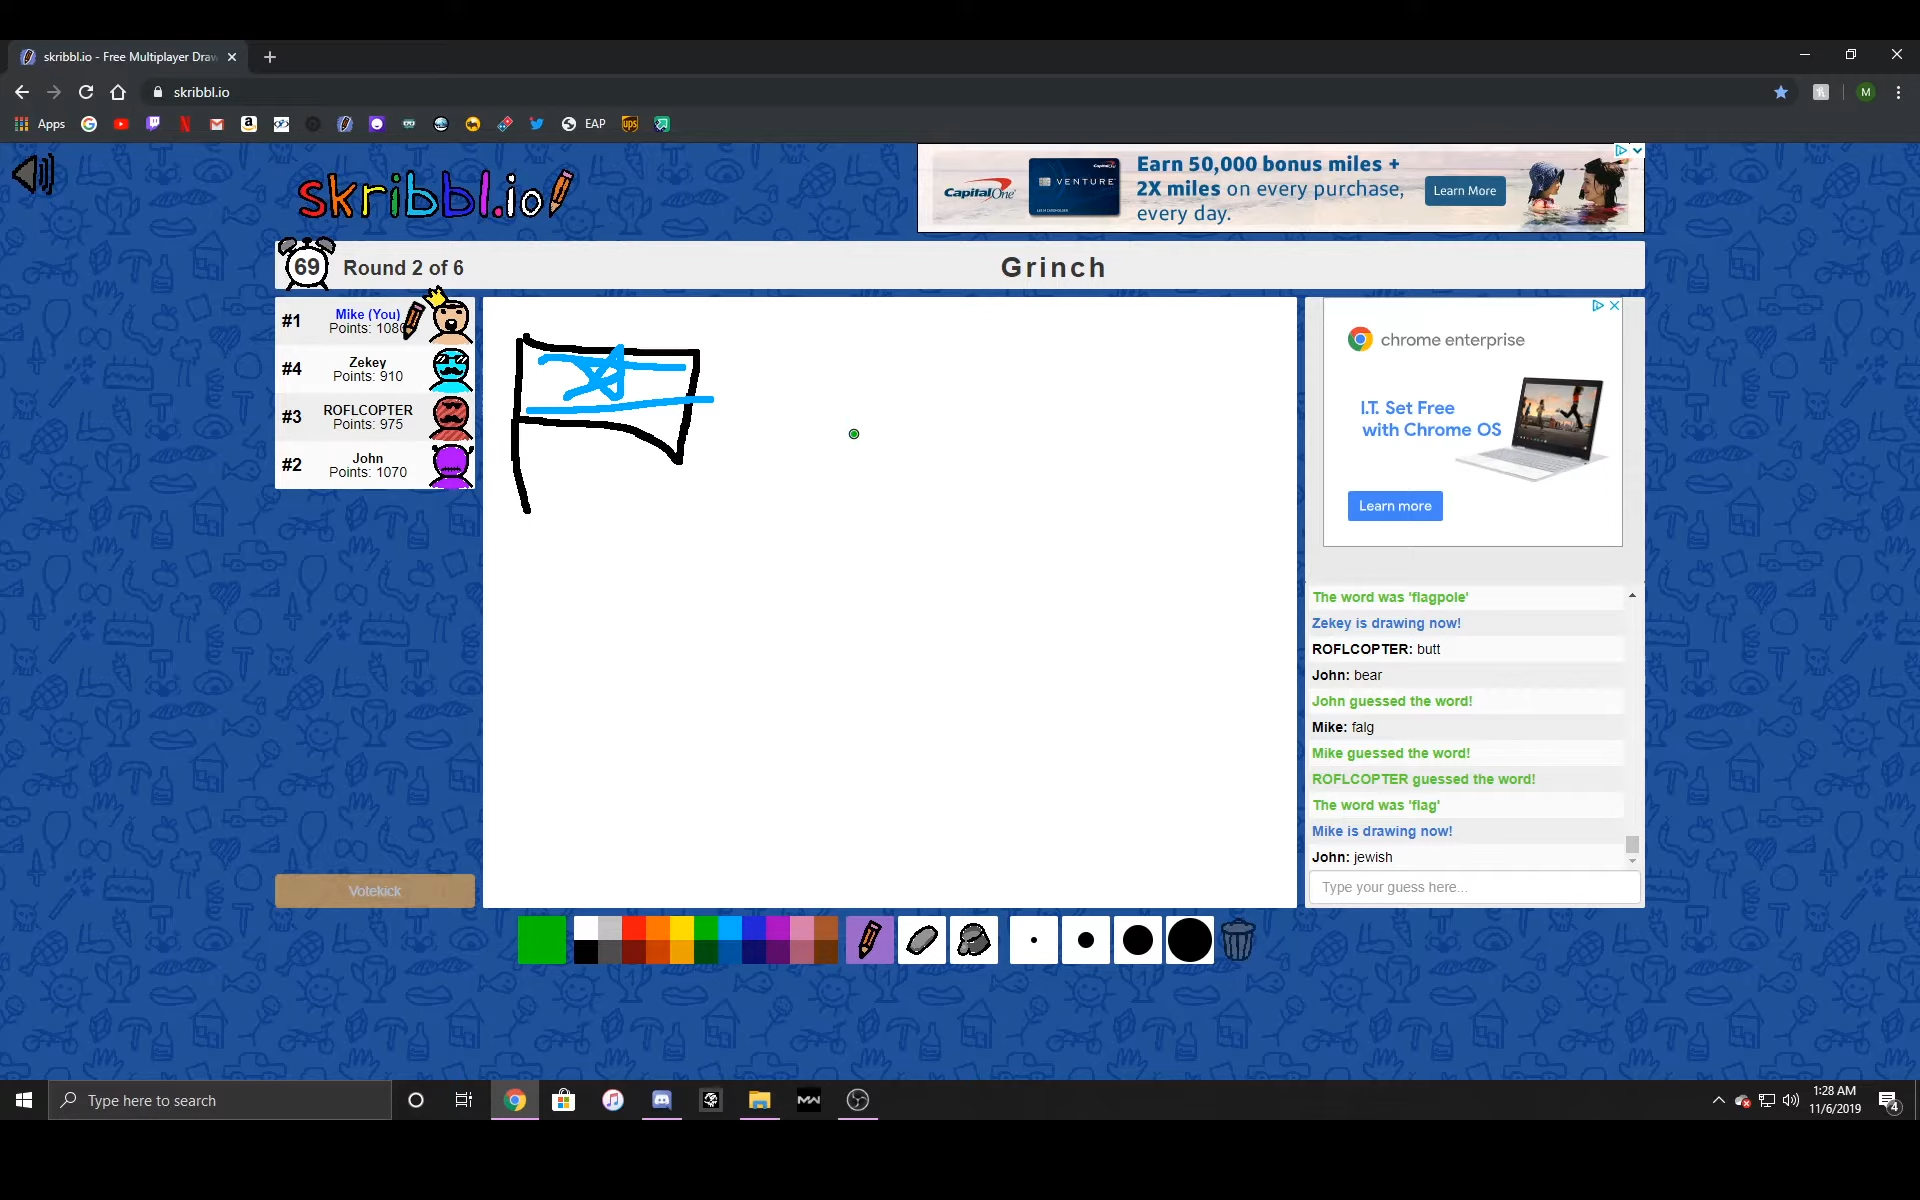 skribbl.io - Free Multiplayer Draw
skribbl.io
Apps
EAP
ups
M
skribbl.io
CapitalOne
VENTURE
Earn 50,000 bonus miles +
2X miles on every purchase,
every day.
Learn More
69
Round 2 of 6
Grinch
#1
Mike (You)
Points: 1080
#4
Zekey
Points: 910
#3
ROFLCOPTER
Points: 975
#2
John
Points: 1070
Votekick
chrome enterprise
I.T. Set Free
with Chrome OS
Learn more
The word was 'flagpole'
Zekey is drawing now!
ROFLCOPTER: butt
John: bear
John guessed the word!
Mike: falg
Mike guessed the word!
ROFLCOPTER guessed the word!
The word was 'flag'
Mike is drawing now!
John: jewish
Type your guess here...
Type here to search
1:28 AM
11/6/2019
4